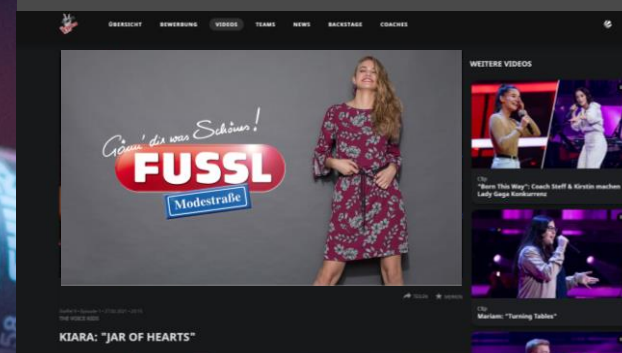 ÜBERSICHT BEWERBUNG VIDEOS TEAMS NEWS BACKSTAGE COACHES
WEITERE VIDEOS
Gönn' dir was Schönes!
FUSSL
Modestraße
Clip
"Born This Way": Coach Steff & Kirstin machen
Lady Gaga Konkurrenz
TEILEN MERKEN
THE VOICE KIDS
KIARA: "JAR OF HEARTS"
Clip
Mariam: "Turning Tables"